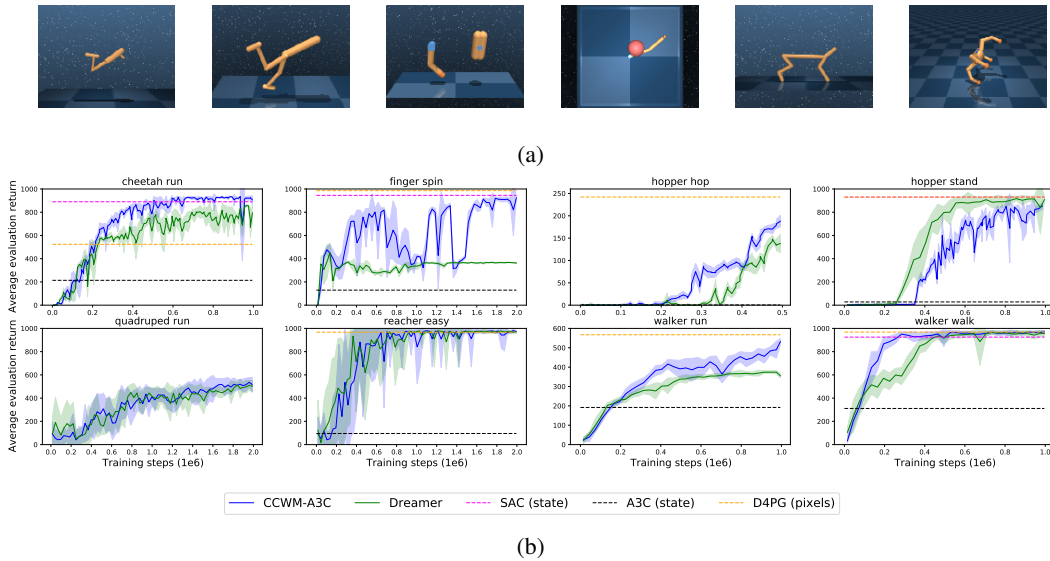 (a)
cheetah run
finger spin
hopper hop
hopper stand
Average evaluation return
1000
800
600
400
200
0
0.0 0.2 0.4 0.6 0.8 1.0
1000
800
600
400
200
0
0.0 0.2 0.4 0.6 0.8 1.0 1.2 1.4 1.6 1.8 2.0
250
200
150
100
50
0
0.0 0.1 0.2 0.3 0.4 0.5
1000
800
600
400
200
0
0.0 0.2 0.4 0.6 0.8 1.0
quadruped run
reacher easy
walker run
walker walk
Average evaluation return
1000
800
600
400
200
0
0.0 0.2 0.4 0.6 0.8 1.0 1.2 1.4 1.6 1.8 2.0
Training steps (1e6)
1000
800
600
400
200
0
0.0 0.2 0.4 0.6 0.8 1.0 1.2 1.4 1.6 1.8 2.0
Training steps (1e6)
600
500
400
300
200
100
0
0.0 0.2 0.4 0.6 0.8 1.0
Training steps (1e6)
1000
800
600
400
200
0
0.0 0.2 0.4 0.6 0.8 1.0
Training steps (1e6)
CCWM-A3C Dreamer SAC (state) A3C (state) D4PG (pixels)
(b)